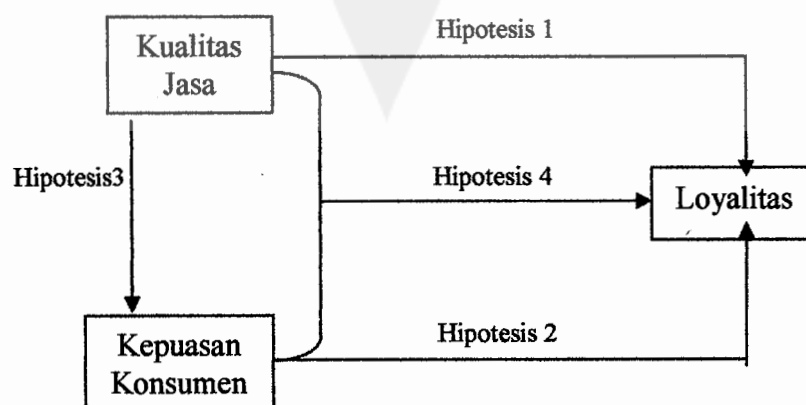 Hipotesis 1
Kualitas
Jasa
Hipotesis3
Hipotesis 4
Loyalitas
Hipotesis 2
Kepuasan
Konsumen